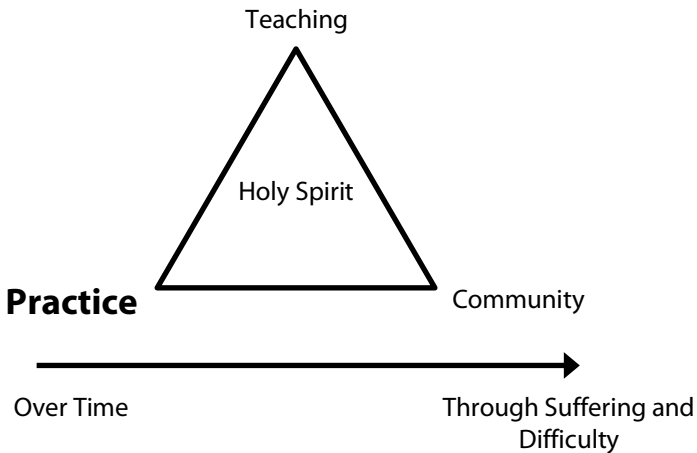 Teaching
Holy Spirit
Practice
Community
Over Time
Through Suffering and
Difficulty